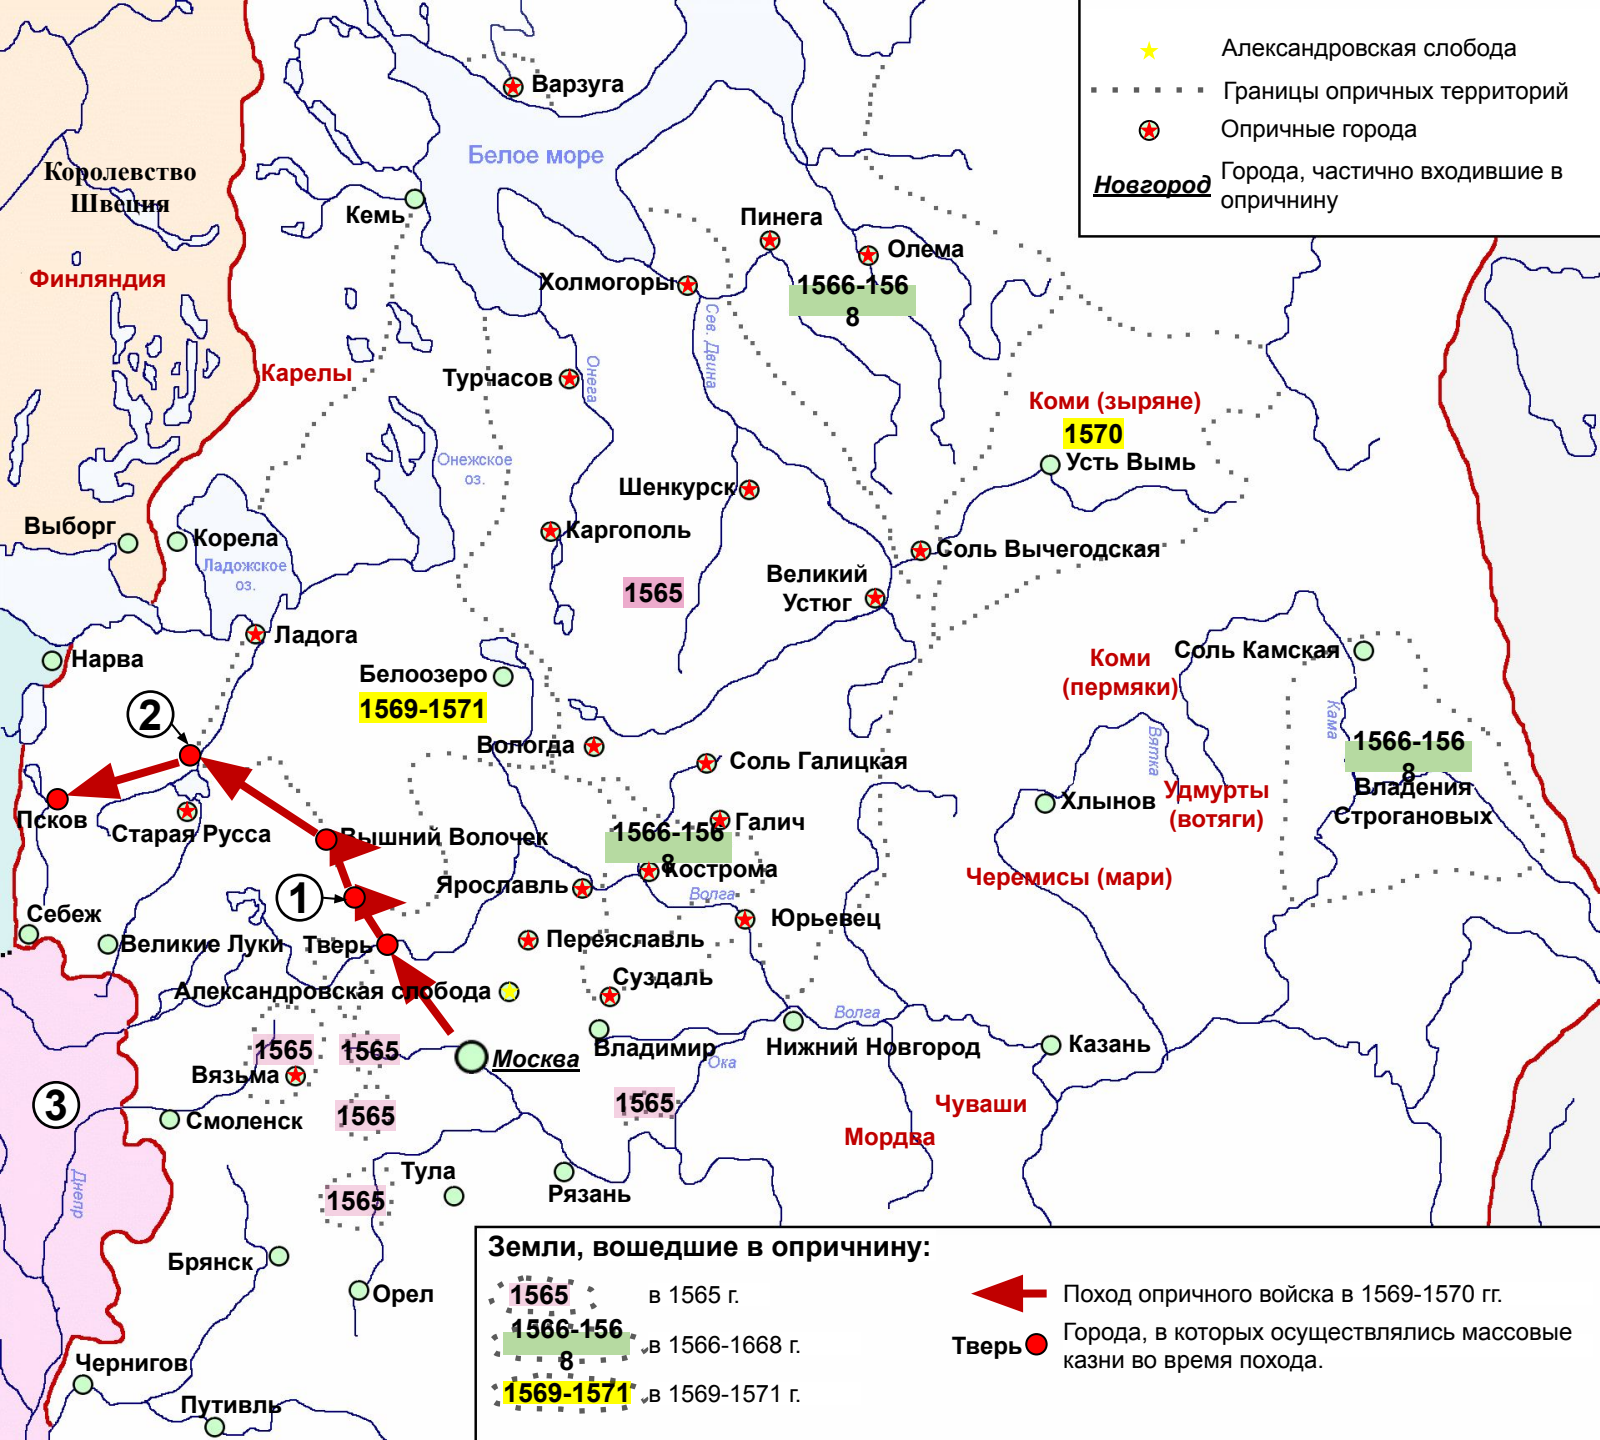 Александровская слобода
Границы опричных территорий
Опричные города
Новгород
Города, частично входившие в
опричнину
Варзуга
Белое море
Королевство
Швеция
Кемь
Пинега
Олема
Финляндия
Холмогоры
1566-156
8
Сев. Двина
Карелы
Турчасов
Онега
Коми (зыряне)
1570
Усть Вымь
Онежское
оз.
Шенкурск
Выборг
Корела
Каргополь
Соль Вычегодская
Ладожское
оз.
1565
Великий
Устюг
Ладога
Нарва
Белоозеро
1569-1571
Коми
(пермяки)
Соль Камская
Кама
Вятка
2
Вологда
Соль Галицкая
1566-156
8
Владения
Строгановых
Псков
Старая Русса
Вышний Волочек
1566-156
8
Галич
Хлынов
Удмурты
(вотяги)
Кострома
Ярославль
Волга
Черемисы (мари)
1
Себеж
Великие Луки
Тверь
Переяславль
Юрьевец
Суздаль
Александровская слобода
Волга
1565
1565
Москва
Владимир
Ока
Нижний Новгород
Казань
Вязьма
3
Смоленск
1565
1565
Чуваши
Мордва
Днепр
Тула
1565
Рязань
Брянск
Орел
Чернигов
Путивль
Земли, вошедшие в опричнину:
1565
в 1565 г.
1566-156
8
в 1566-1668 г.
1569-1571
в 1569-1571 г.
Поход опричного войска в 1569-1570 гг.
Тверь
Города, в которых осуществлялись массовые
казни во время похода.